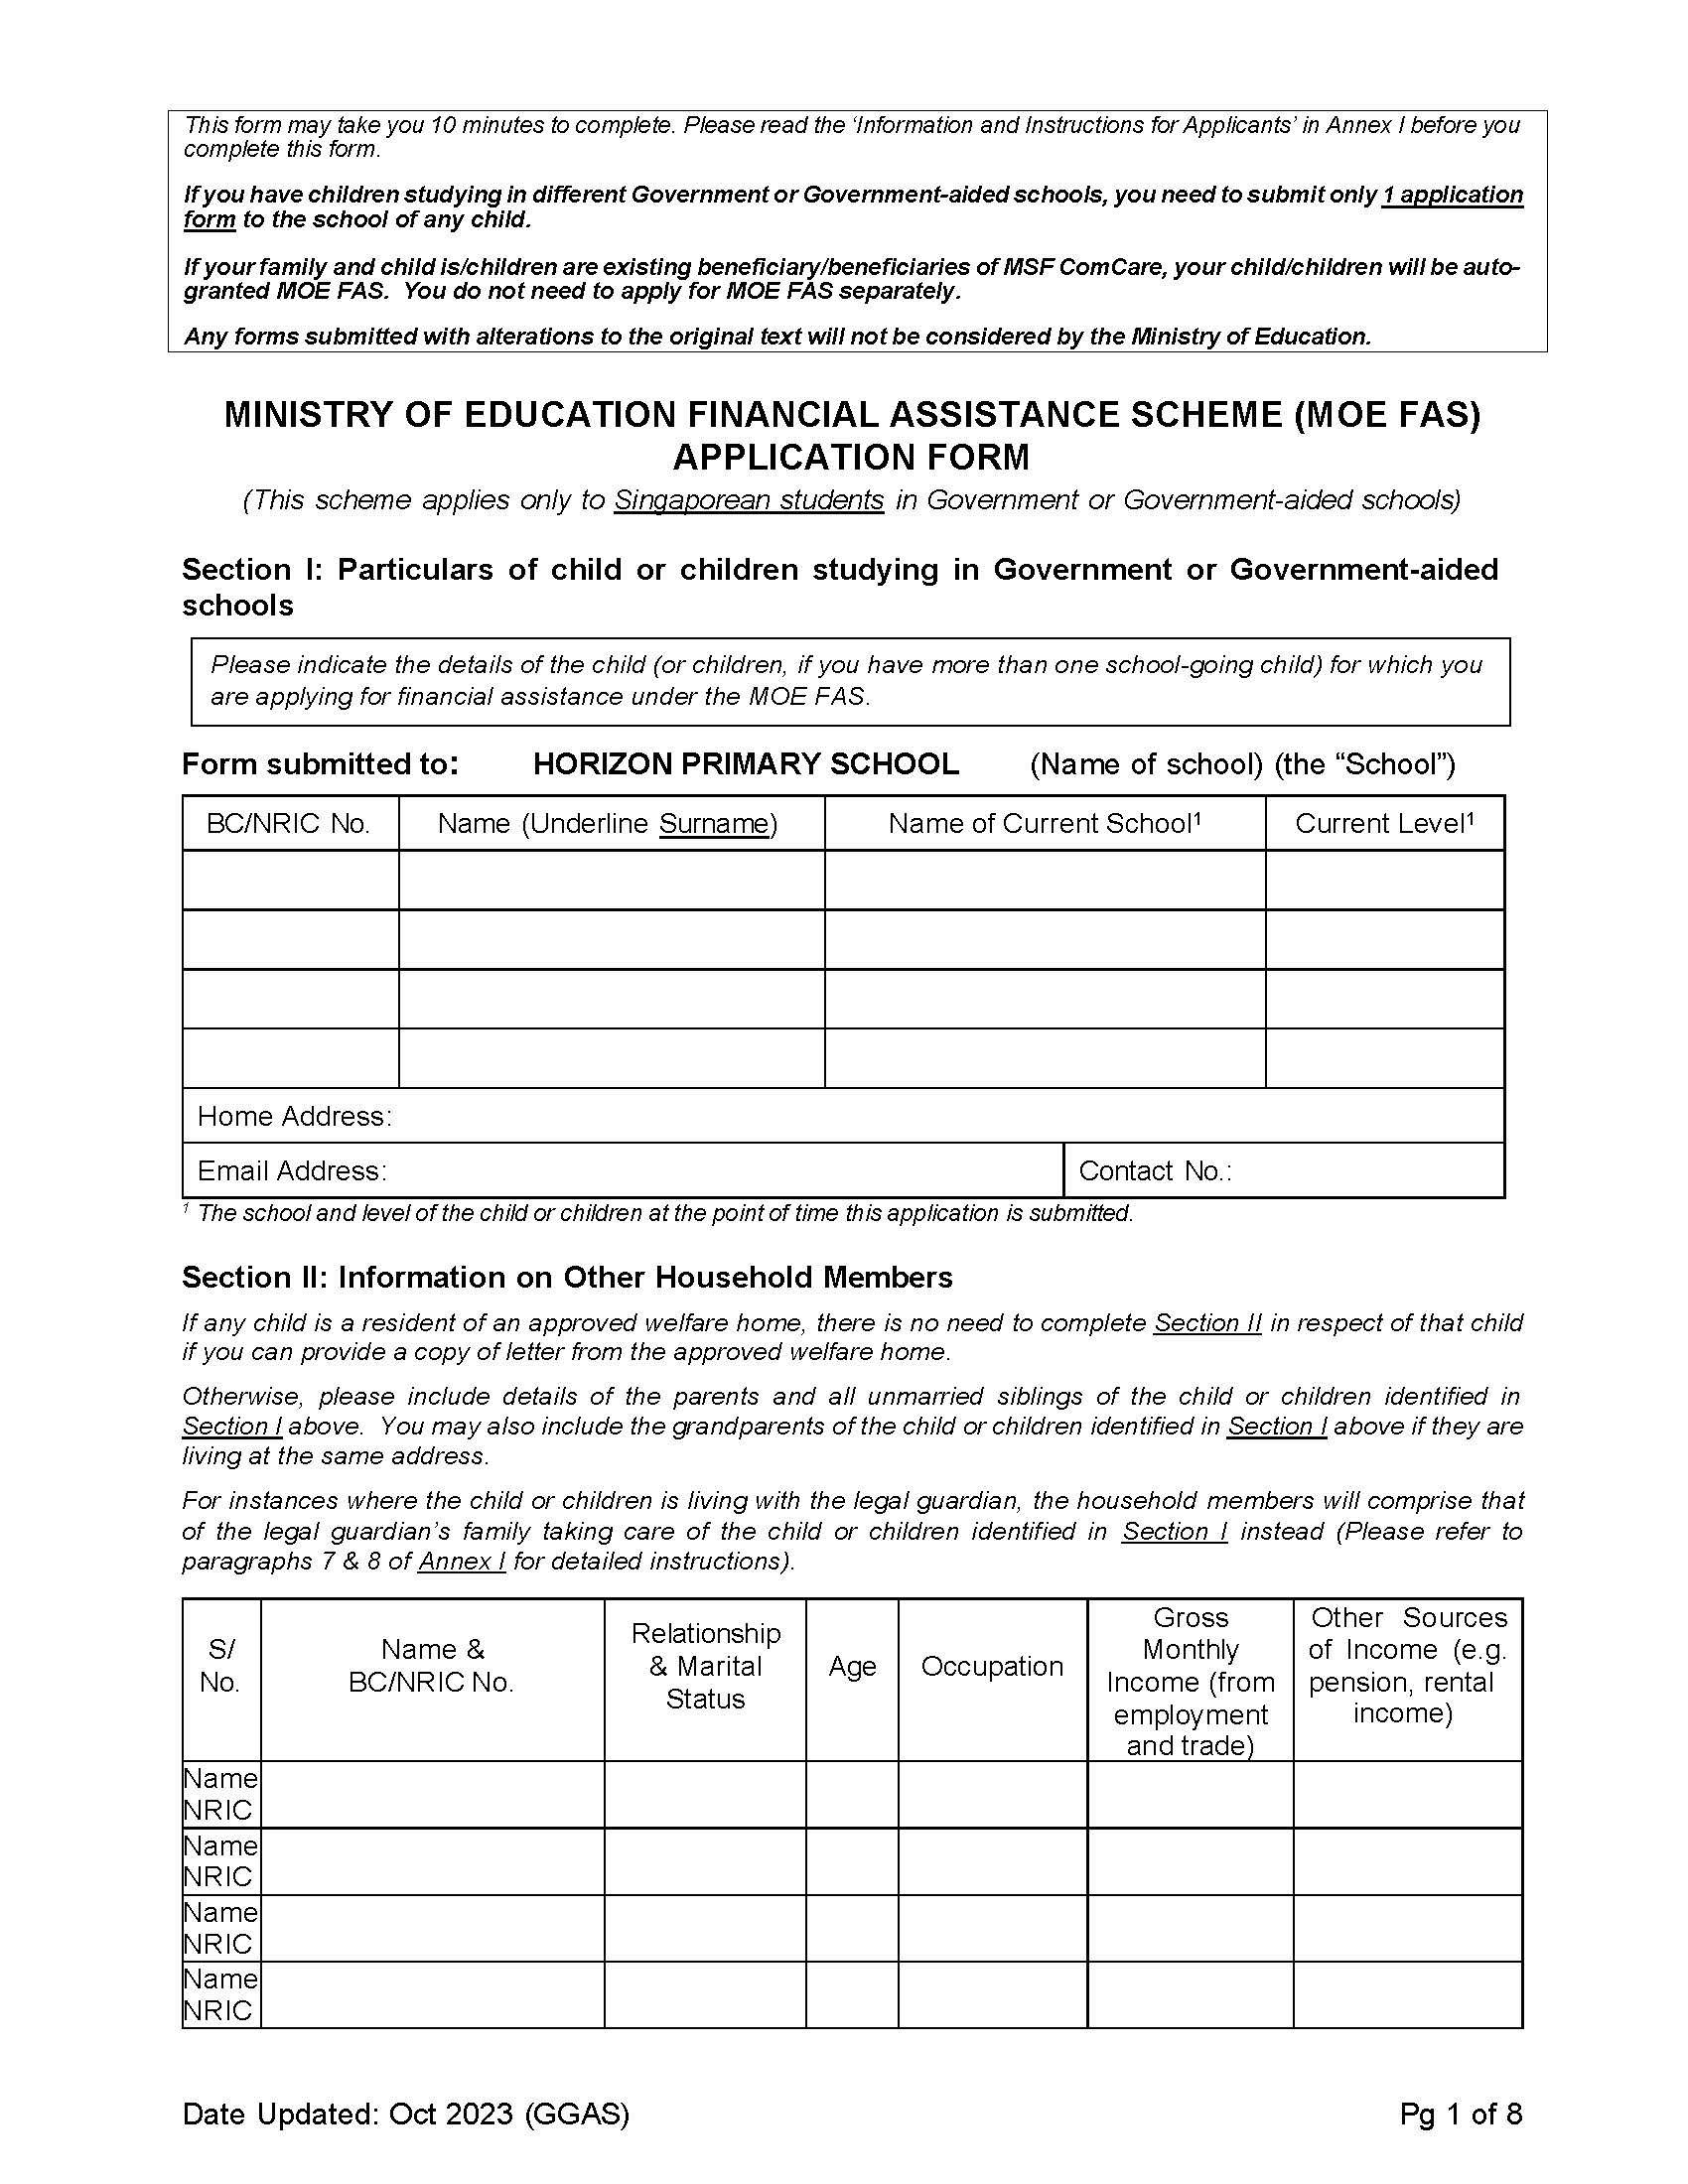 This form may take you 10 minutes to complete. Please read the ‘Information and Instructions for Applicants’ in Annex I before you
complete this form.
If you have children studying in different Government or Government-aided schools, you need to submit only 1 application
form to the school of any child.
If your family and child is/children are existing beneficiary/beneficiaries of MSF ComCare, your child/children will be auto-
granted MOE FAS.  You do not need to apply for MOE FAS separately.
Any forms submitted with alterations to the original text will not be considered by the Ministry of Education.
MINISTRY OF EDUCATION FINANCIAL ASSISTANCE SCHEME (MOE FAS)
APPLICATION FORM
(This scheme applies only to Singaporean students in Government or Government-aided schools)
Section I: Particulars of child or children studying in Government or Government-aided
schools
Please indicate the details of the child (or children, if you have more than one school-going child) for which you
are applying for financial assistance under the MOE FAS.
Form submitted to: HORIZON PRIMARY SCHOOL (Name of school) (the “School”)
BC/NRIC No. Name (Underline Surname) Name of Current School¹ Current Level¹
Home Address:
Email Address: Contact No.:
¹ The school and level of the child or children at the point of time this application is submitted.
Section II: Information on Other Household Members
If any child is a resident of an approved welfare home, there is no need to complete Section II in respect of that child
if you can provide a copy of letter from the approved welfare home.
Otherwise, please include details of the parents and all unmarried siblings of the child or children identified in
Section I above.  You may also include the grandparents of the child or children identified in Section I above if they are
living at the same address.
For instances where the child or children is living with the legal guardian, the household members will comprise that
of the legal guardian’s family taking care of the child or children identified in Section I instead (Please refer to
paragraphs 7 & 8 of Annex I for detailed instructions).
S/
No.
Name &
BC/NRIC No.
Relationship
& Marital
Status
Age
Occupation
Gross
Monthly
Income (from
employment
and trade)
Other Sources
of Income (e.g.
pension, rental
income)
Name
NRIC
Name
NRIC
Name
NRIC
Name
NRIC
Date Updated: Oct 2023 (GGAS) Pg 1 of 8